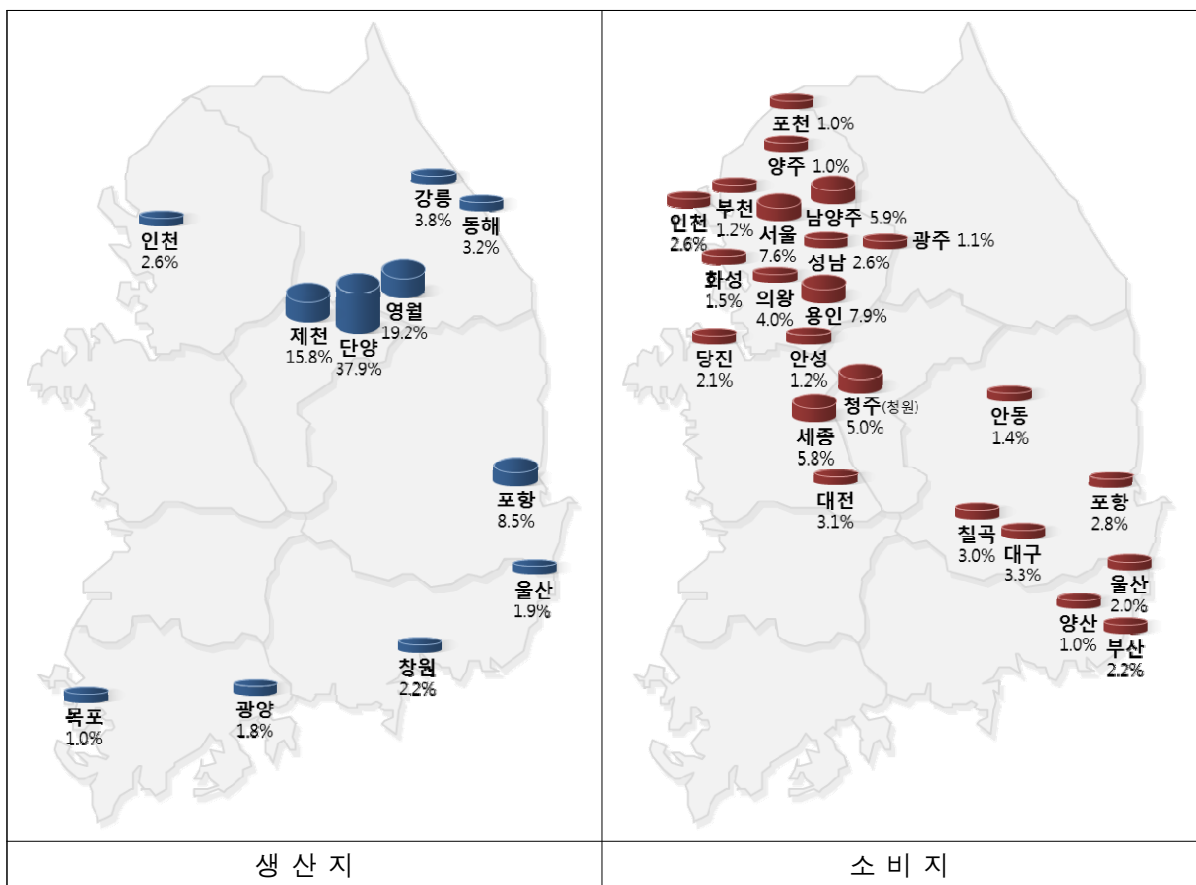 강릉
3.8%
동해
3.2%
인천
2.6%
영월
19.2%
제천
15.8%
단양
37.9%
포항
8.5%
울산
1.9%
창원
2.2%
광양
1.8%
목포
1.0%
생 산 지
포천 1.0%
양주 1.0%
부천
1.2%
인천
2.6%
서울
7.6%
남양주 5.9%
성남
2.6%
광주 1.1%
화성
1.5%
의왕
4.0%
용인 7.9%
당진
2.1%
안성
1.2%
청주(청원)
5.0%
세종
5.8%
안동
1.4%
대전
3.1%
포항
2.8%
칠곡
3.0%
대구
3.3%
울산
2.0%
양산
1.0%
부산
2.2%
소 비 지